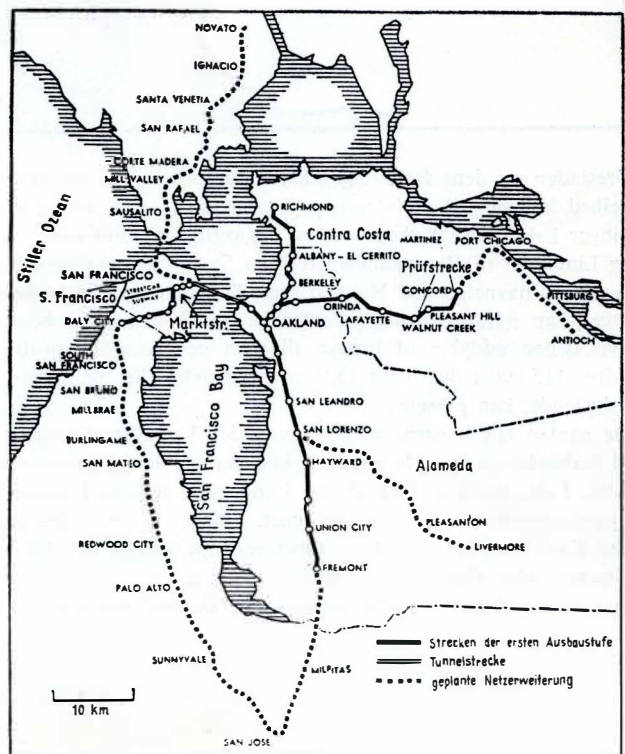 NOVATO
IGNACIO
SANTA VENETIA
SAN RAFAEL
CORTE MADERA
MILL VALLEY
SAUSALITO
Stiller Ozean
RICHMOND
Contra Costa
MARTINEZ
PORT CHICAGO
ALBANY - EL CERRITO
Prüfstrecke
BERKELEY
CONCORD
PITTSBURG
SAN FRANCISCO
S. Francisco
STREETCAR
SUBWAY
ORINDA
PLEASANT HILL
LAFAYETTE
WALNUT CREEK
ANTIOCH
DALY CITY
Marktstr.
OAKLAND
SOUTH
SAN FRANCISCO
SAN BRUNO
MILLBRAE
San Francisco Bay
SAN LEANDRO
BURLINGAME
SAN LORENZO
SAN MATEO
HAYWARD
Alameda
REDWOOD CITY
UNION CITY
PLEASANTON
LIVERMORE
FREMONT
PALO ALTO
SUNNYVALE
MILPITAS
Strecken der ersten Ausbaustufe
Tunnelstrecke
geplante Netzerweiterung
10 km
SAN JOSE